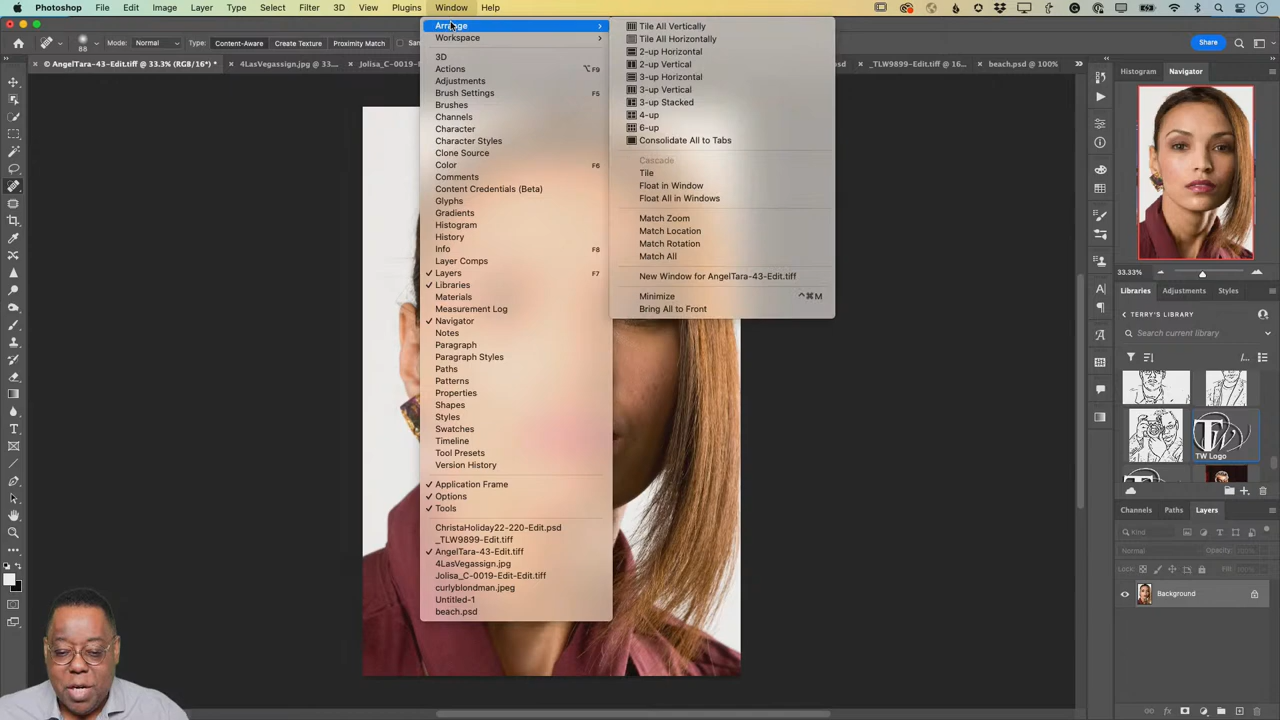 Photoshop File Edit Image Layer Type Select Filter 3D View Plugins Window Help
88 Mode: Normal Content-Aware Create Texture Proximity Match Share
© AngelTara-43-Edit.tiff @ 33.3% (RGB/16*) * 4LasVegassign.jpg @ 33.... _TLW9899-Edit.tiff @ 16... beach.psd @ 100%
Arrange
Workspace
3D
Actions ⌥F9
Adjustments
Brush Settings F5
Brushes
Channels
Character
Character Styles
Clone Source
Color F6
Comments
Content Credentials (Beta)
Glyphs
Gradients
Histogram
History
Info F8
Layer Comps
Layers F7
Libraries
Materials
Measurement Log
Navigator
Notes
Paragraph
Paragraph Styles
Paths
Patterns
Properties
Shapes
Styles
Swatches
Timeline
Tool Presets
Version History
Application Frame
Options
Tools
ChristaHoliday22-220-Edit.psd
_TLW9899-Edit.tiff
AngelTara-43-Edit.tiff
4LasVegassign.jpg
Jolisa_C-0019-Edit-Edit.tiff
curlyblondman.jpeg
Untitled-1
beach.psd
Tile All Vertically
Tile All Horizontally
2-up Horizontal
2-up Vertical
3-up Horizontal
3-up Vertical
3-up Stacked
4-up
6-up
Consolidate All to Tabs
Cascade
Tile
Float in Window
Float All in Windows
Match Zoom
Match Location
Match Rotation
Match All
New Window for AngelTara-43-Edit.tiff
Minimize ^⌘M
Bring All to Front
Histogram Navigator
33.33%
Libraries Adjustments Styles
TERRY'S LIBRARY
Search current library
TW Logo
Channels Paths Layers
Kind
Normal Opacity: 100%
Lock: Fill:
Background